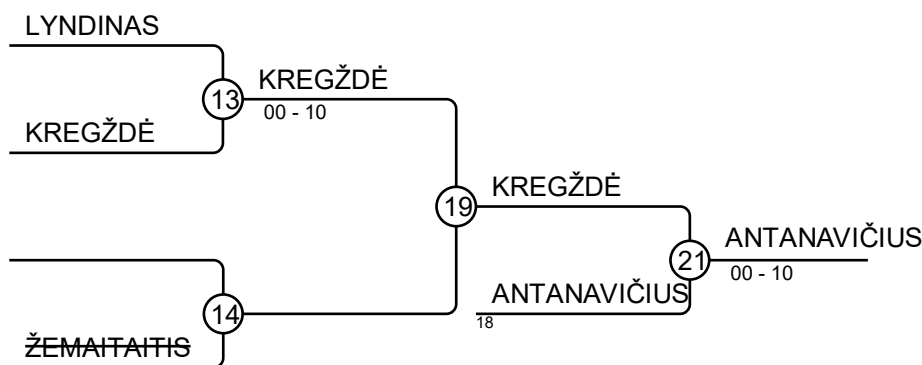 LYNDINAS
13
KREGŽDĖ
00 - 10
KREGŽDĖ
19
KREGŽDĖ
21
ANTANAVIČIUS
00 - 10
ANTANAVIČIUS
18
14
ŽEMAITAITIS